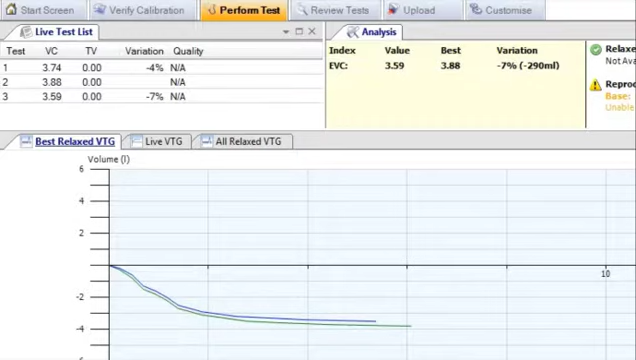 Start Screen Verify Calibration Perform Test Review Tests Upload Customise
Live Test List
Test VC TV Variation Quality
1 3.74 0.00 -4% N/A
2 3.88 0.00 N/A
3 3.59 0.00 -7% N/A
Analysis
Index Value Best Variation
EVC: 3.59 3.88 -7% (-290ml)
Relaxe
Not Ava
Reproc
Base:
Unable
Best Relaxed VTG Live VTG All Relaxed VTG
Volume (l)
6
4
2
10
-2
-4